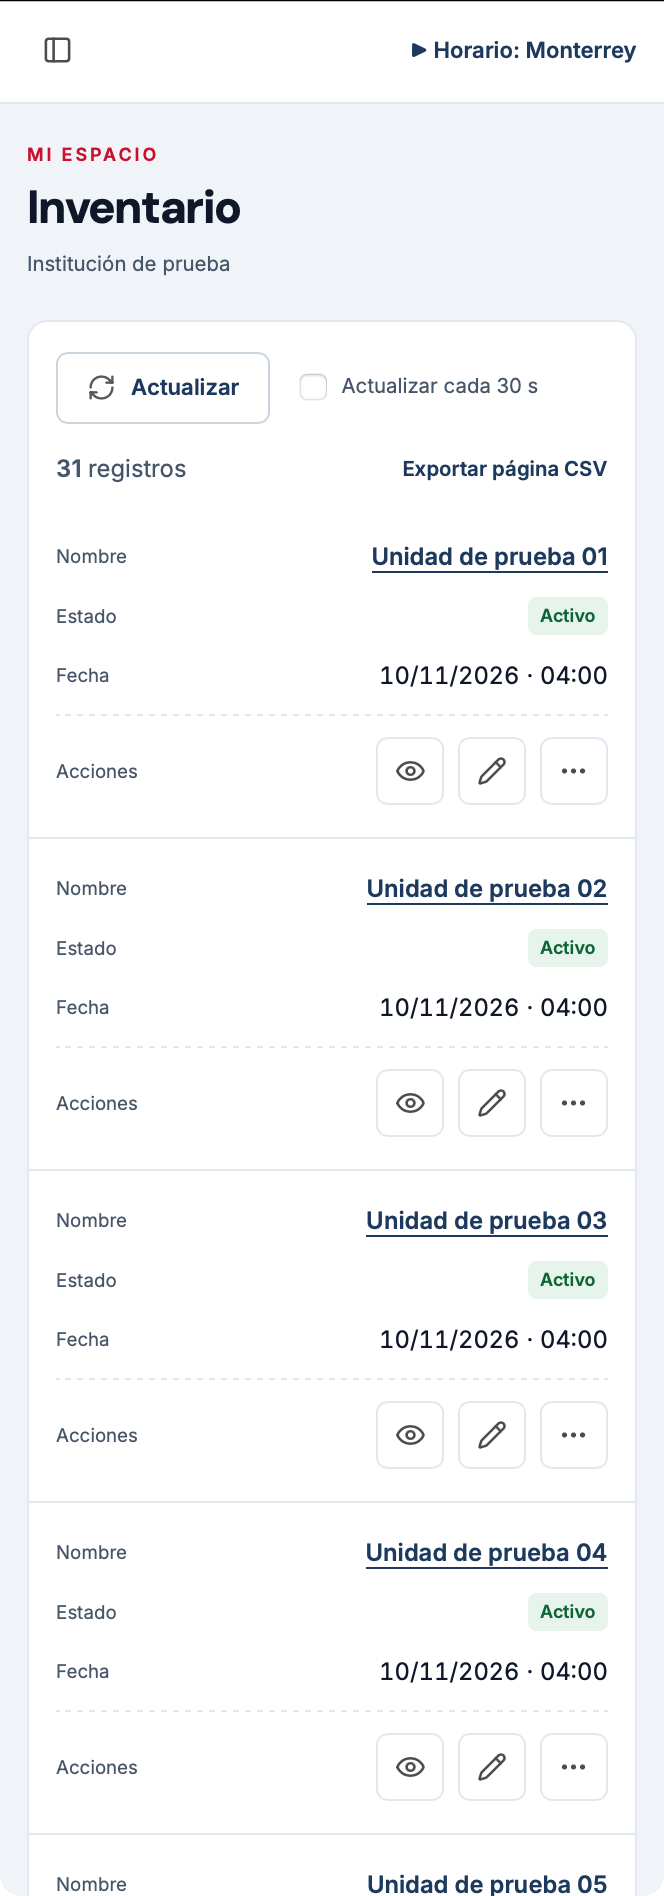 Horario: Monterrey
MI ESPACIO
Inventario
Institución de prueba
Actualizar
Actualizar cada 30 s
31 registros
Exportar página CSV
Nombre
Unidad de prueba 01
Estado
Activo
Fecha
10/11/2026 · 04:00
Acciones
Nombre
Unidad de prueba 02
Estado
Activo
Fecha
10/11/2026 · 04:00
Acciones
Nombre
Unidad de prueba 03
Estado
Activo
Fecha
10/11/2026 · 04:00
Acciones
Nombre
Unidad de prueba 04
Estado
Activo
Fecha
10/11/2026 · 04:00
Acciones
Nombre
Unidad de prueba 05